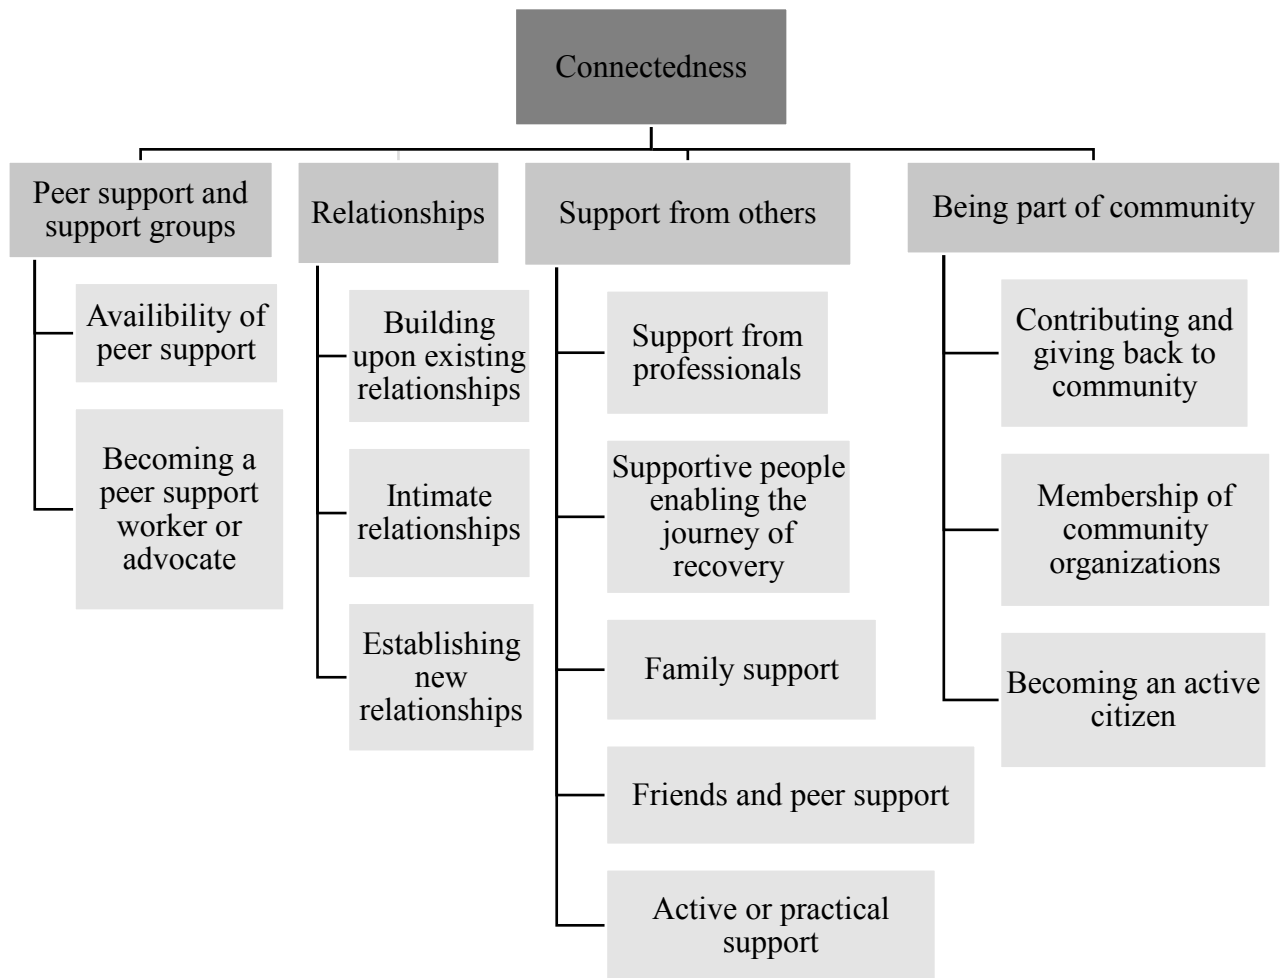 Connectedness
Peer support and
support groups
Availibility of
peer support
Becoming a
peer support
worker or
advocate
Relationships
Building
upon existing
relationships
Intimate
relationships
Establishing
new
relationships
Support from others
Support from
professionals
Supportive people
enabling the
journey of
recovery
Family support
Friends and peer support
Active or practical
support
Being part of community
Contributing and
giving back to
community
Membership of
community
organizations
Becoming an active
citizen